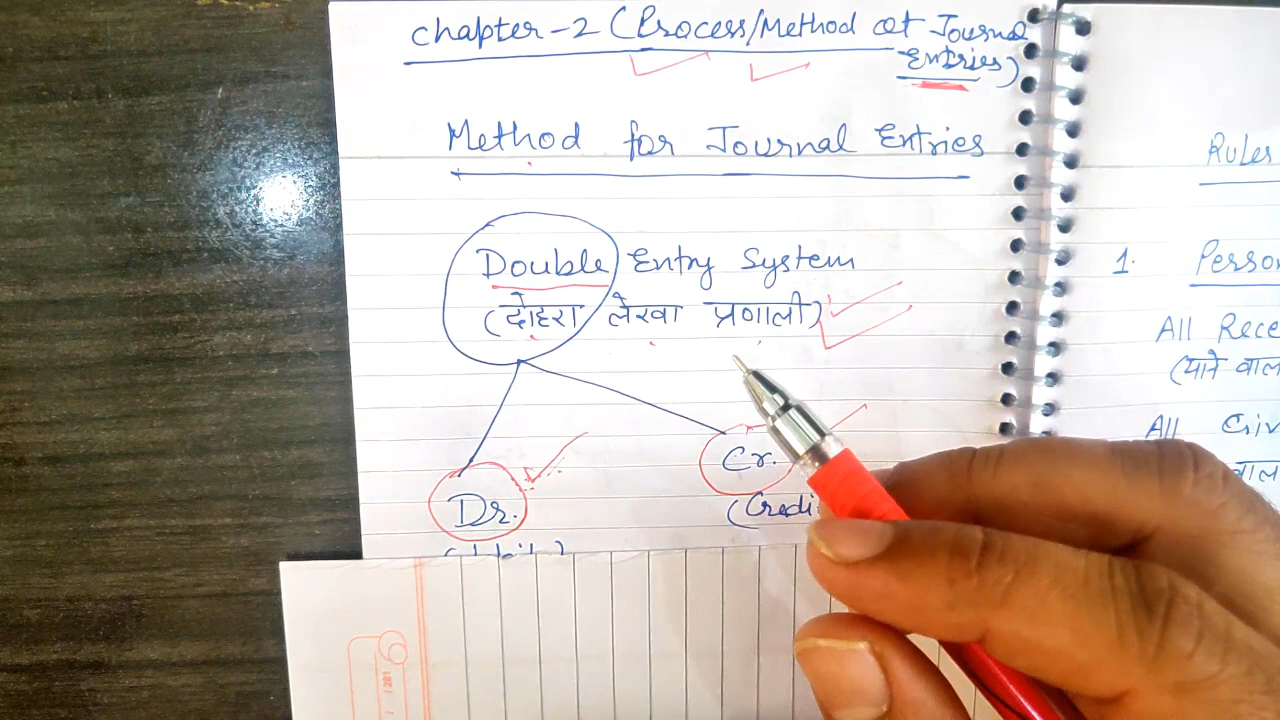 chapter-2 (Process/Method of Journal
Entries)
Method for Journal Entries
Double Entry System
(दोहरा लेखा प्रणाली)
Dr.
Cr.
(Credi
Rules
1. Person
All Rece
वाल
All Giv
वाल